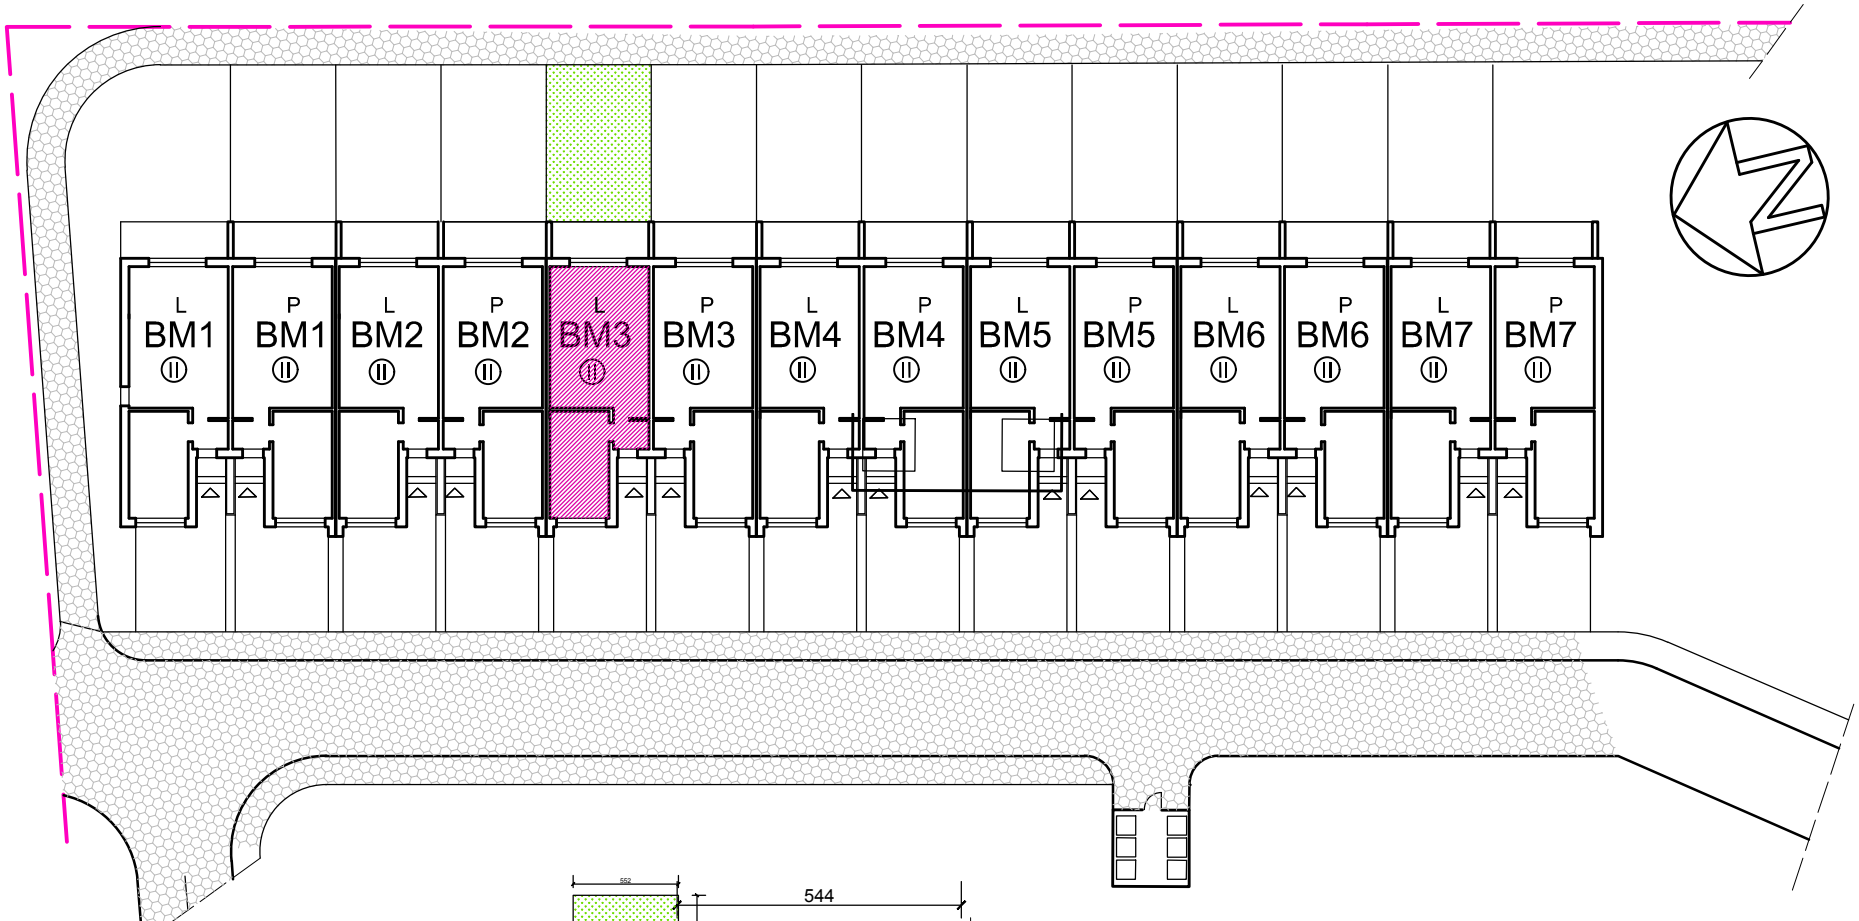 L P L P L P L P L P L P L P
BM1 BM1 BM2 BM2 BM3 BM3 BM4 BM4 BM5 BM5 BM6 BM6 BM7 BM7
II II II II II II II II II II II II II II
N
552
544